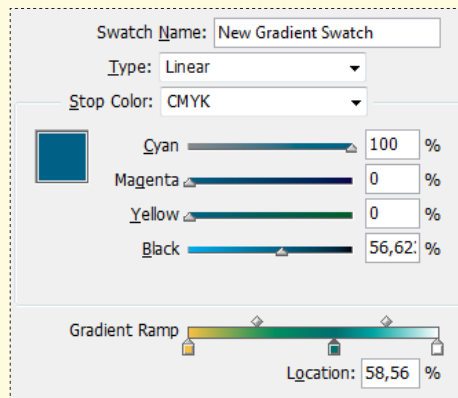 Swatch Name: New Gradient Swatch
Type: Linear
Stop Color: CMYK
Cyan 100 %
Magenta 0 %
Yellow 0 %
Black 56,62 %
Gradient Ramp
Location: 58,56 %